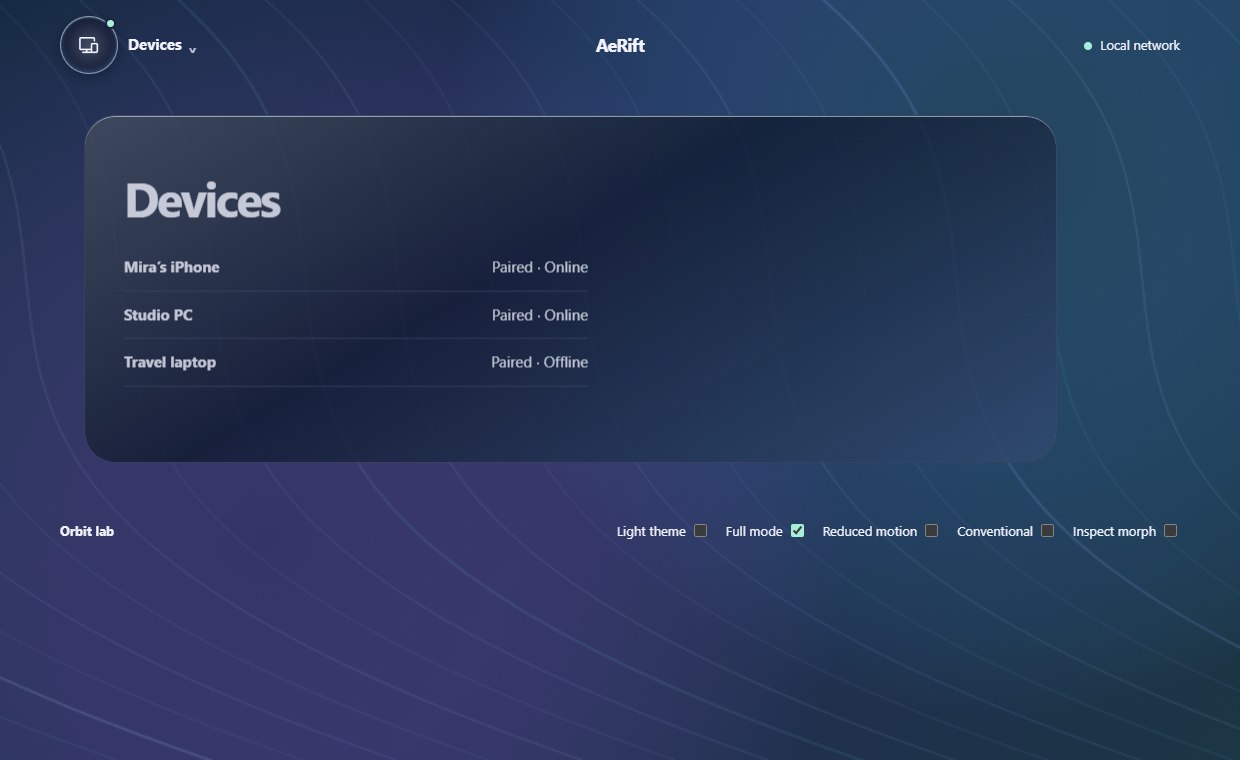 Devices
AeRift
Local network
Devices
Mira's iPhone Paired · Online
Studio PC Paired · Online
Travel laptop Paired · Offline
Orbit lab
Light theme Full mode Reduced motion Conventional Inspect morph